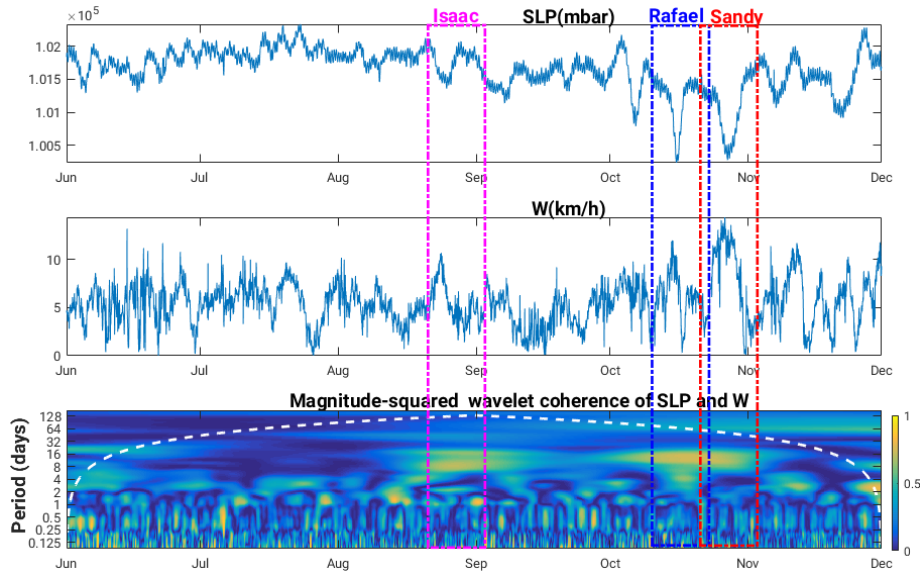 Isaac Rafael Sandy
×10^5 SLP(mbar)
1.02
1.015
1.01
1.005
Jun Jul Aug Sep Oct Nov Dec
W(km/h)
10
5
0
Jun Jul Aug Sep Oct Nov Dec
Magnitude-squared wavelet coherence of SLP and W
Period (days)
128
64
32
16
8
4
2
1
0.5
0.25
0.125
Jun Jul Aug Sep Oct Nov Dec
1
0.5
0